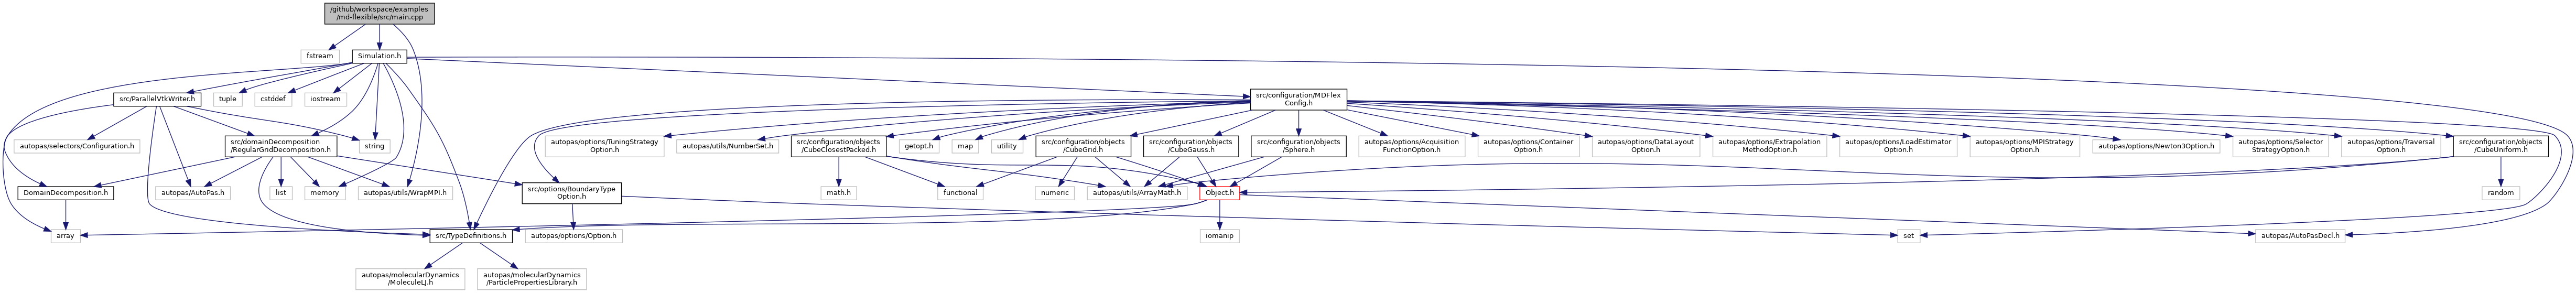 /github/workspace/examples
/md-flexible/src/main.cpp
fstream
Simulation.h
src/ParallelVtkWriter.h
tuple
cstddef
iostream
src/configuration/MDFlex
Config.h
autopas/selectors/Configuration.h
src/domainDecomposition
/RegularGridDecomposition.h
string
autopas/options/TuningStrategy
Option.h
autopas/utils/NumberSet.h
src/configuration/objects
/CubeClosestPacked.h
getopt.h
map
utility
src/configuration/objects
/CubeGrid.h
src/configuration/objects
/CubeGauss.h
src/configuration/objects
/Sphere.h
autopas/options/Acquisition
FunctionOption.h
autopas/options/Container
Option.h
autopas/options/DataLayout
Option.h
autopas/options/Extrapolation
MethodOption.h
autopas/options/LoadEstimator
Option.h
autopas/options/MPIStrategy
Option.h
autopas/options/Newton3Option.h
autopas/options/Selector
StrategyOption.h
autopas/options/Traversal
Option.h
src/configuration/objects
/CubeUniform.h
DomainDecomposition.h
autopas/AutoPas.h
list
memory
autopas/utils/WrapMPI.h
src/options/BoundaryType
Option.h
math.h
functional
numeric
autopas/utils/ArrayMath.h
Object.h
random
array
src/TypeDefinitions.h
autopas/options/Option.h
iomanip
set
autopas/AutoPasDecl.h
autopas/molecularDynamics
/MoleculeLJ.h
autopas/molecularDynamics
/ParticlePropertiesLibrary.h